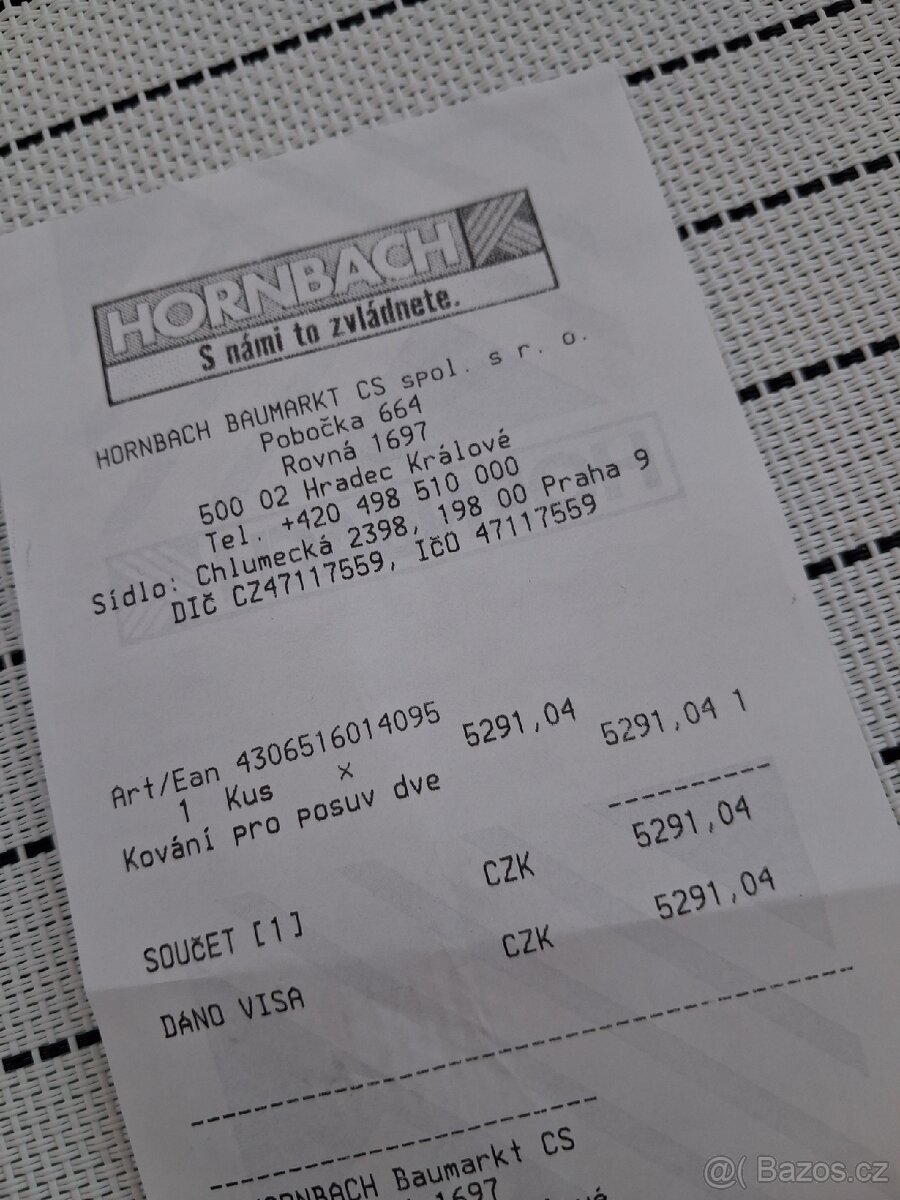 HORNBACH
S námi to zvládnete.
HORNBACH BAUMARKT CS spol. s r. o.
Pobočka 664
Rovná 1697
500 02 Hradec Králové
Tel. +420 498 510 000
Sídlo: Chlumecká 2398, 198 00 Praha 9
DIČ CZ47117559, IČO 47117559
Art/Ean 4306516014095
1 Kus x 5291,04 5291,04 1
Kování pro posuv dve
SOUČET [1] CZK 5291,04
DÁNO VISA CZK 5291,04
HORNBACH Baumarkt CS
1697
@( Bazos.cz